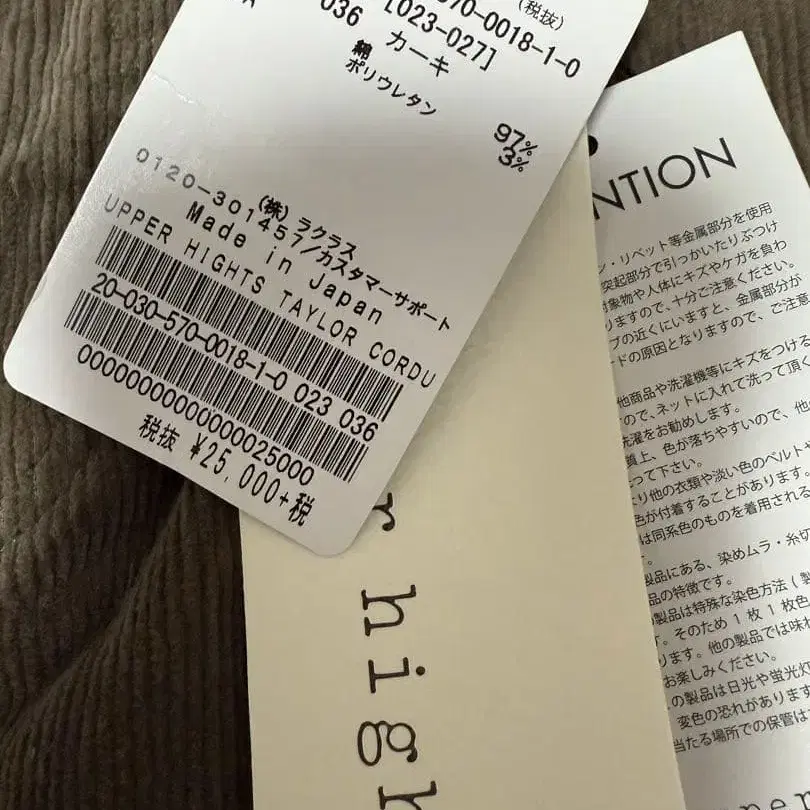 (税抜)
570-0018-1-0
[023-027]
036 カーキ
綿 97%
ポリウレタン 3%
(株) ラクラス
0120-301457/カスタマーサポート
Made in Japan
UPPER HIGHTS TAYLOR CORDU
20-030-570-0018-1-0 023 036
00000000000000025000
税抜 ¥25,000+税
r high
NTION
ン・リベット等金属部分を使用
突起部分で引っかいたりぶつけ
対象物や人体にキズやケガを負わ
りますので、十分ご注意ください。
ブの近くにいますと、金属部分が
ドの原因となりますので、ご注意
他商品や洗濯機等にキズをつける
ので、ネットに入れて洗って頂く
洗濯をお勧めします。
質上、色が落ちやすいので、他の
って下さい。
より他の衣類や淡い色のベルトや
色が付着することがあります。
は同系色のものを着用される
製品にある、染めムラ・糸切
品の特徴です。
製品は特殊な染色方法(製
す。そのため1枚1枚色
ります。他の製品では味わ
お楽しみください。
の製品は日光や蛍光灯
変色の恐れがあります
当たる場所での保管は
per